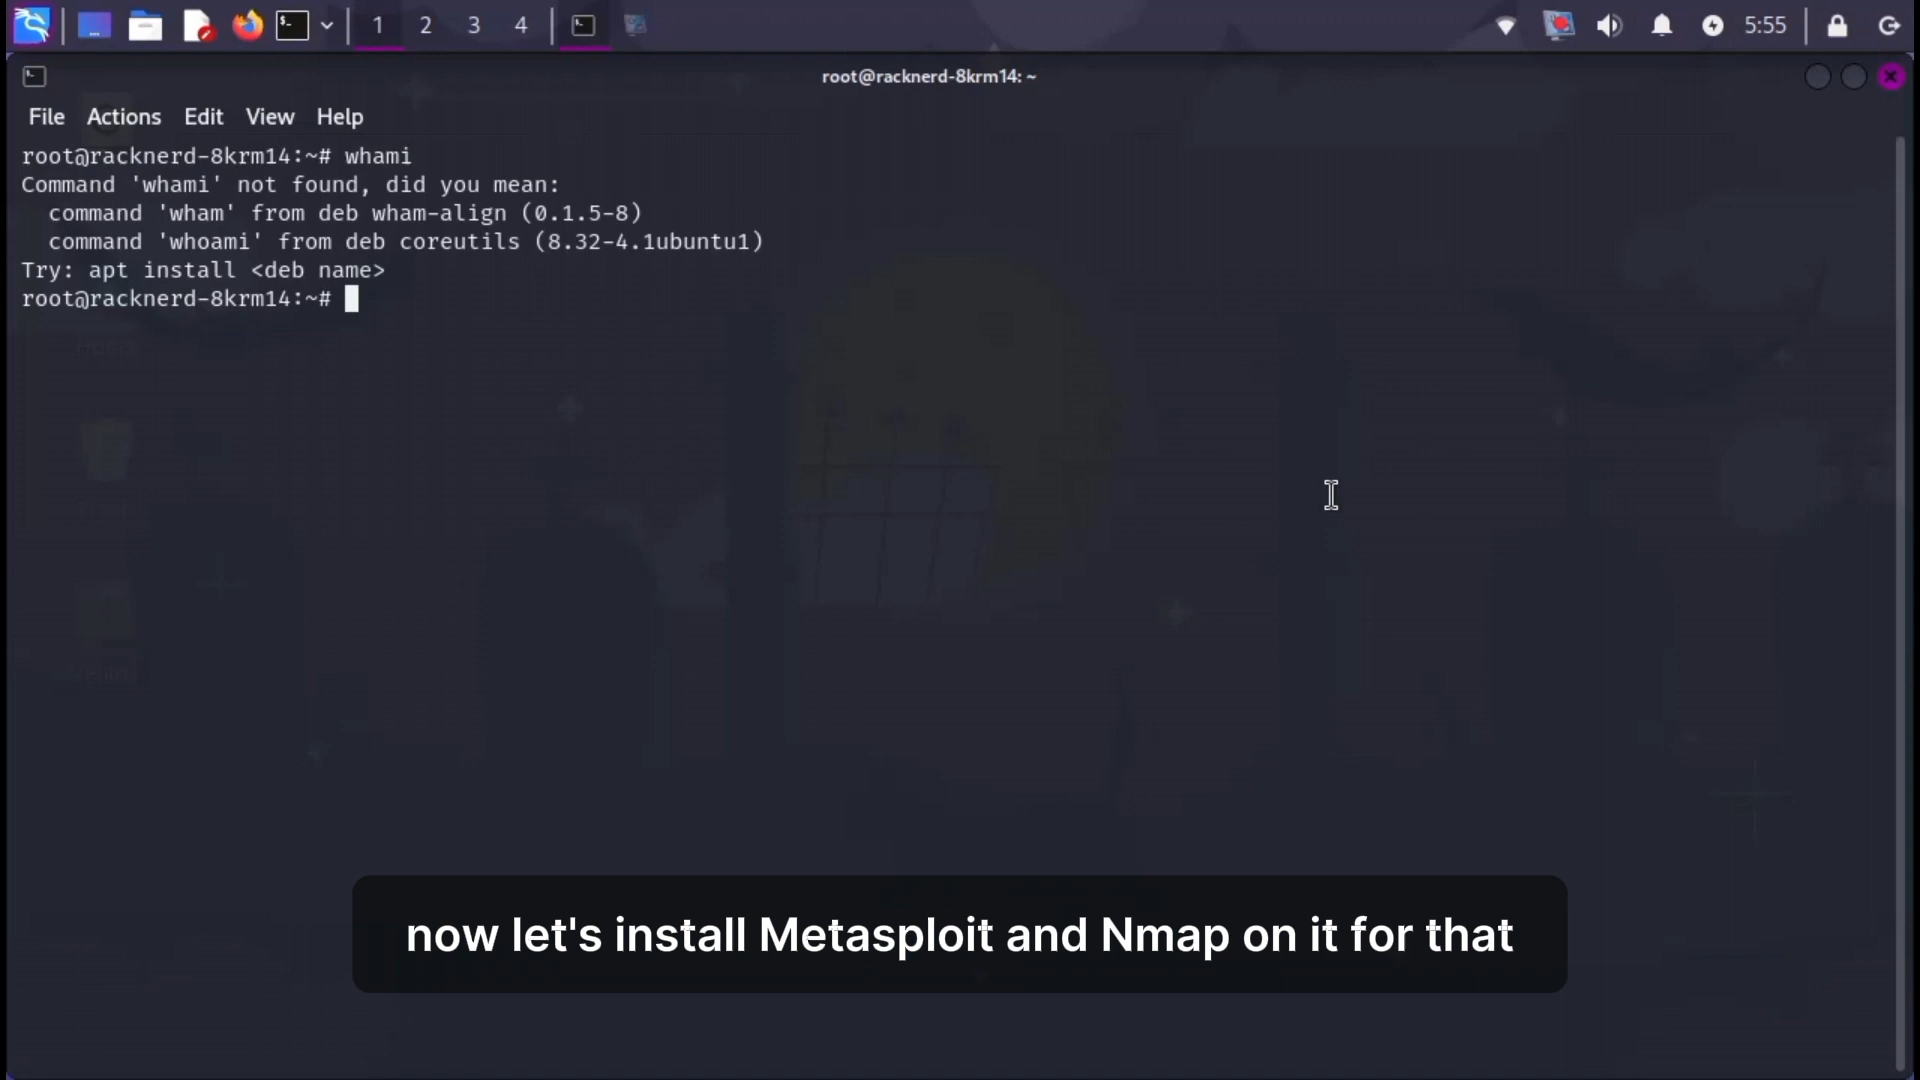 1 2 3 4 5:55
root@racknerd-8krm14: ~
File Actions Edit View Help
root@racknerd-8krm14:~# whami
Command 'whami' not found, did you mean:
  command 'wham' from deb wham-align (0.1.5-8)
  command 'whoami' from deb coreutils (8.32-4.1ubuntu1)
Try: apt install <deb name>
root@racknerd-8krm14:~#
now let's install Metasploit and Nmap on it for that